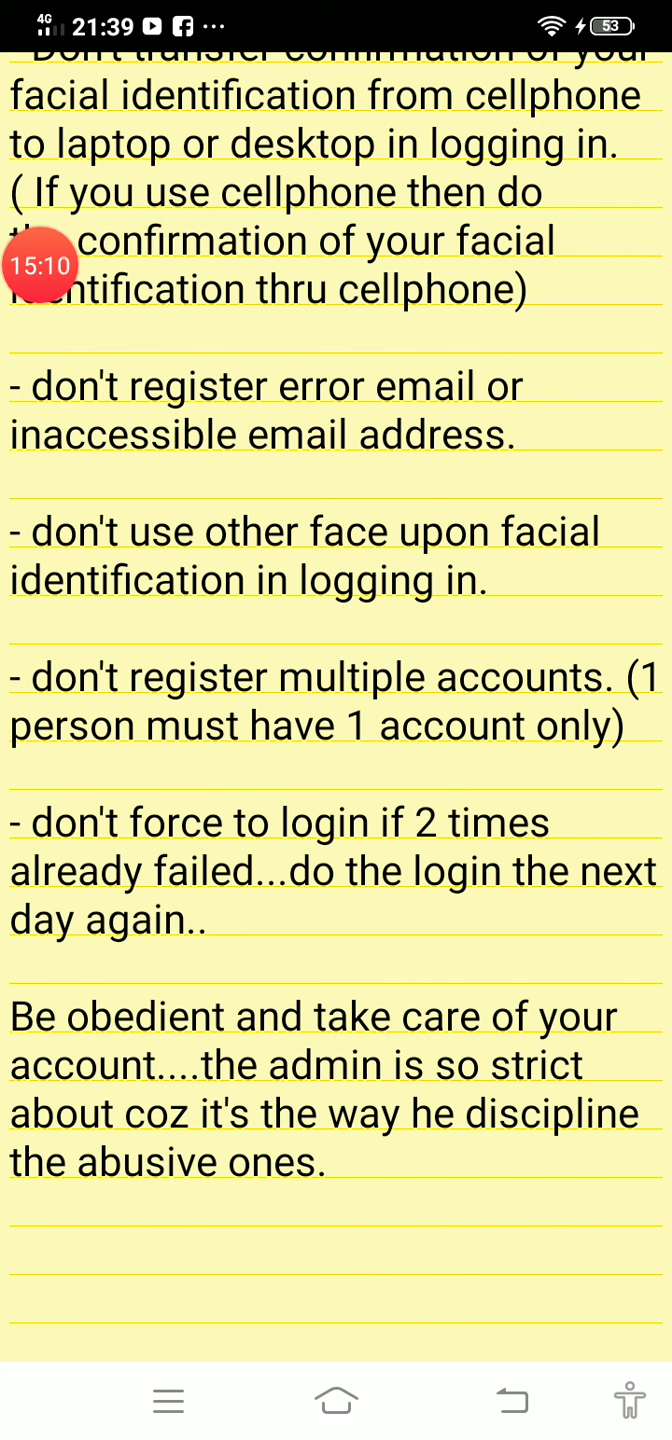 4G 21:39 53
facial identification from cellphone
to laptop or desktop in logging in.
( If you use cellphone then do
confirmation of your facial
15:10
thru cellphone)
- don't register error email or
inaccessible email address.
- don't use other face upon facial
identification in logging in.
- don't register multiple accounts. (1
person must have 1 account only)
- don't force to login if 2 times
already failed...do the login the next
day again..
Be obedient and take care of your
account....the admin is so strict
about coz it's the way he discipline
the abusive ones.